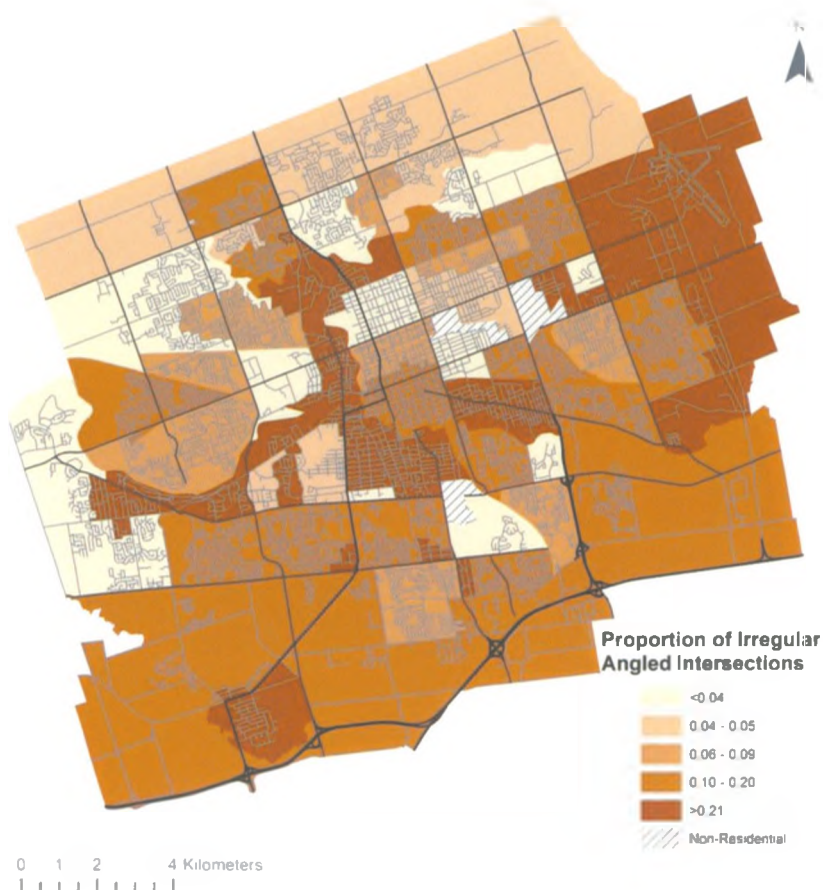 Proportion of Irregular
Angled Intersections
<0.04
0.04 - 0.05
0.06 - 0.09
0.10 - 0.20
>0.21
Non-Residential
0 1 2 4 Kilometers